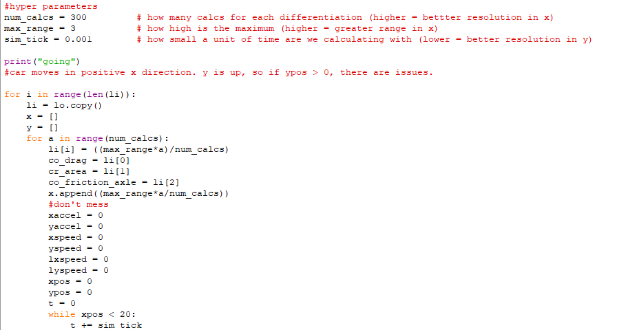 #hyper parameters
num_calcs = 300 # how many calcs for each differentiation (higher = bettter resolution in x)
max_range = 3 # how high is the maximum (higher = greater range in x)
sim_tick = 0.001 # how small a unit of time are we calculating with (lower = better resolution in y)
print("going")
#car moves in positive x direction. y is up, so if ypos > 0, there are issues.
for i in range(len(li)):
li = lo.copy()
x = []
y = []
for a in range(num_calcs):
li[i] = ((max_range*a)/num_calcs)
co_drag = li[0]
cr_area = li[1]
co_friction_axle = li[2]
x.append((max_range*a/num_calcs))
#don't mess
xaccel = 0
yaccel = 0
xspeed = 0
yspeed = 0
lxspeed = 0
lyspeed = 0
xpos = 0
ypos = 0
t = 0
while xpos < 20:
t += sim_tick